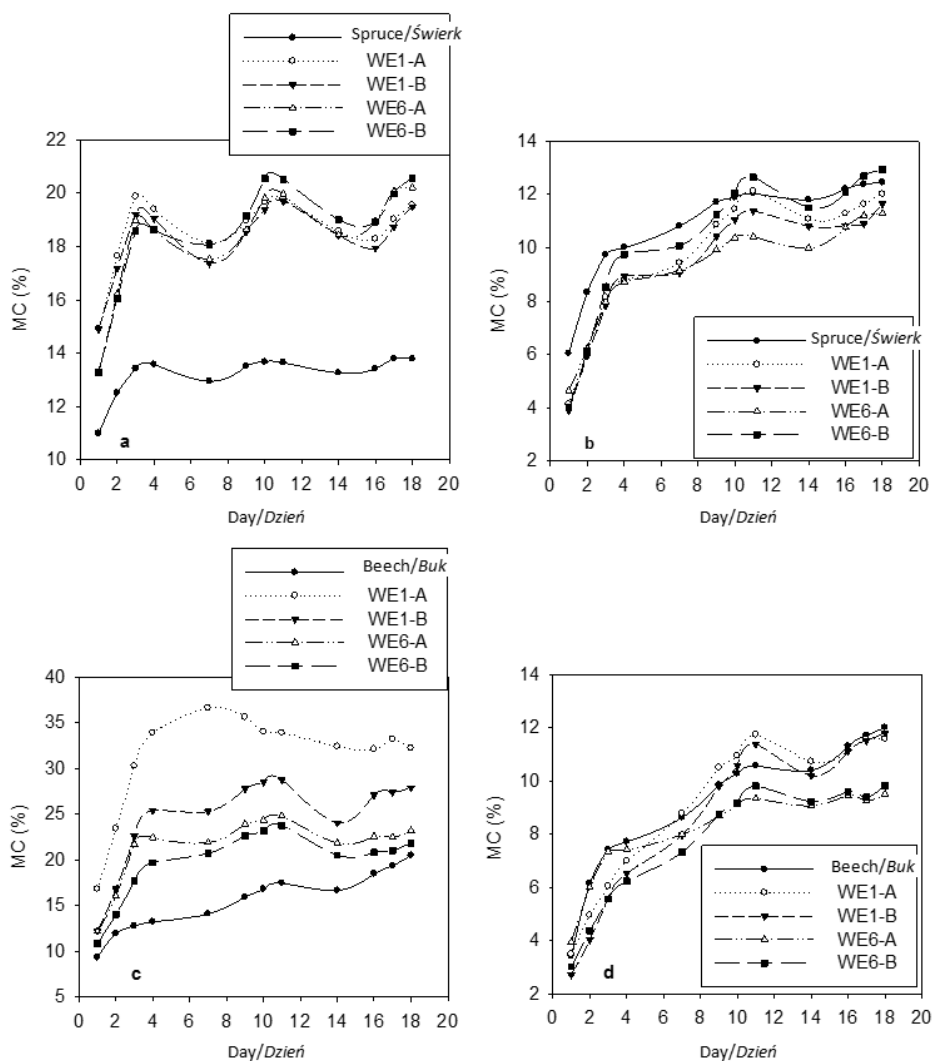 Spruce/Świerk
WE1-A
WE1-B
WE6-A
WE6-B
22
20
18
16
14
12
10
MC (%)
a
0 2 4 6 8 10 12 14 16 18 20
Day/Dzień
14
12
10
8
6
4
2
MC (%)
Spruce/Świerk
WE1-A
WE1-B
WE6-A
WE6-B
b
0 2 4 6 8 10 12 14 16 18 20
Day/Dzień
Beech/Buk
WE1-A
WE1-B
WE6-A
WE6-B
40
35
30
25
20
15
10
5
MC (%)
c
0 2 4 6 8 10 12 14 16 18 20
Day/Dzień
14
12
10
8
6
4
2
MC (%)
Beech/Buk
WE1-A
WE1-B
WE6-A
WE6-B
d
0 2 4 6 8 10 12 14 16 18 20
Day/Dzień